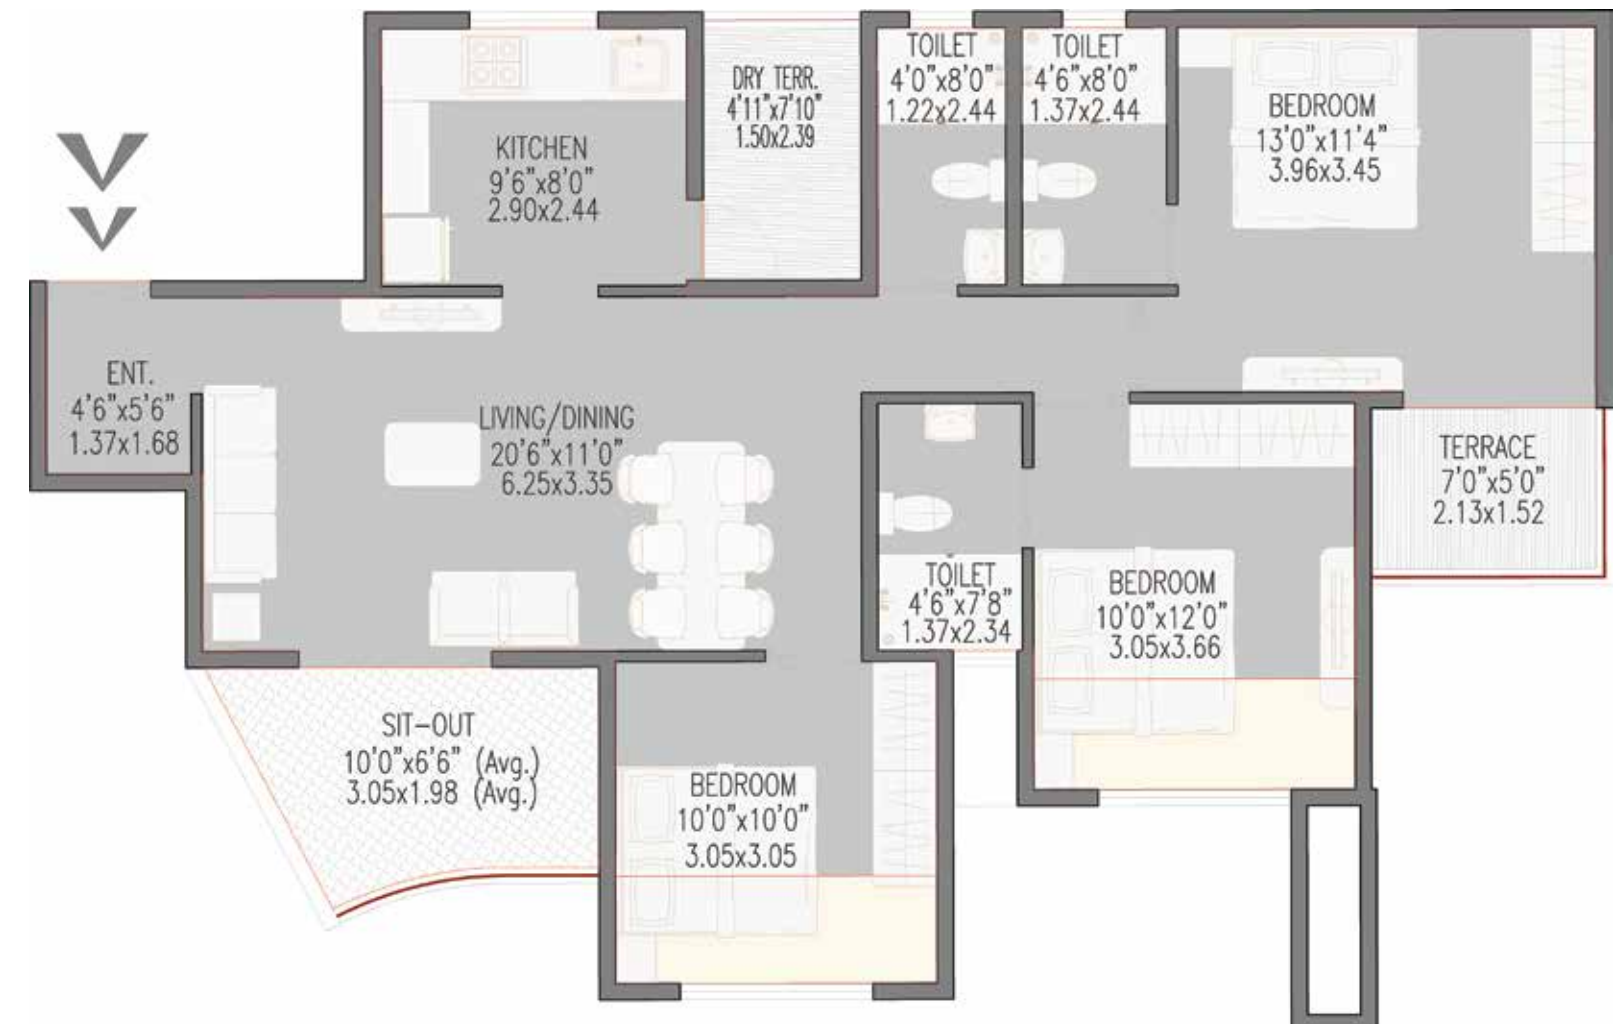 KITCHEN
9'6"x8'0"
2.90x2.44
DRY TERR.
4'11"x7'10"
1.50x2.39
TOILET
4'0"x8'0"
1.22x2.44
TOILET
4'6"x8'0"
1.37x2.44
BEDROOM
13'0"x11'4"
3.96x3.45
ENT.
4'6"x5'6"
1.37x1.68
LIVING/DINING
20'6"x11'0"
6.25x3.35
TERRACE
7'0"x5'0"
2.13x1.52
TOILET
4'6"x7'8"
1.37x2.34
BEDROOM
10'0"x12'0"
3.05x3.66
SIT-OUT
10'0"x6'6" (Avg.)
3.05x1.98 (Avg.)
BEDROOM
10'0"x10'0"
3.05x3.05